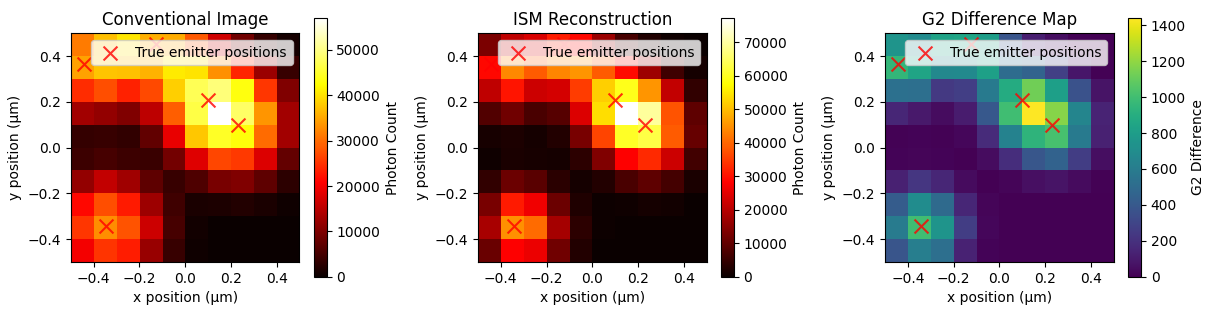 Conventional Image
True emitter positions
0.4
0.2
0.0
−0.2
−0.4
y position (μm)
−0.4 −0.2 0.0 0.2 0.4
x position (μm)
50000
40000
30000
20000
10000
0
Photon Count
ISM Reconstruction
True emitter positions
0.4
0.2
0.0
−0.2
−0.4
y position (μm)
−0.4 −0.2 0.0 0.2 0.4
x position (μm)
70000
60000
50000
40000
30000
20000
10000
0
Photon Count
G2 Difference Map
True emitter positions
0.4
0.2
0.0
−0.2
−0.4
y position (μm)
−0.4 −0.2 0.0 0.2 0.4
x position (μm)
1400
1200
1000
800
600
400
200
0
G2 Difference